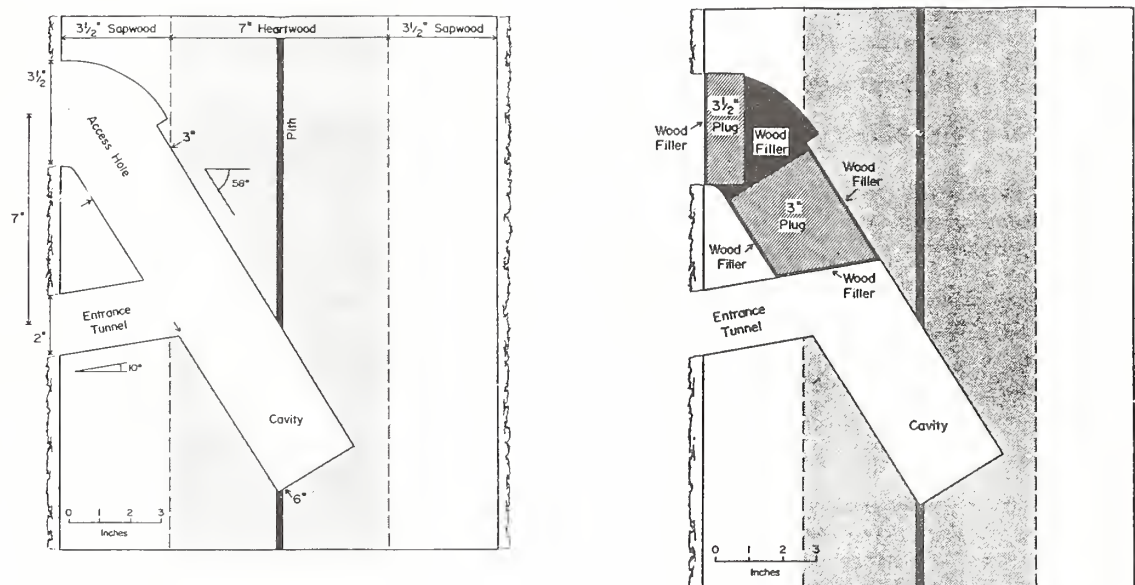 3½" Sapwood
7" Heartwood
3½" Sapwood
3½"
Access Hole
3"
Pith
58°
7"
Entrance
Tunnel
2"
10°
Cavity
6"
0 1 2 3
Inches
3½"
Plug
Wood
Filler
Wood
Filler
Wood
Filler
3"
Plug
Wood
Filler
Wood
Filler
Entrance
Tunnel
Cavity
0 1 2 3
Inches